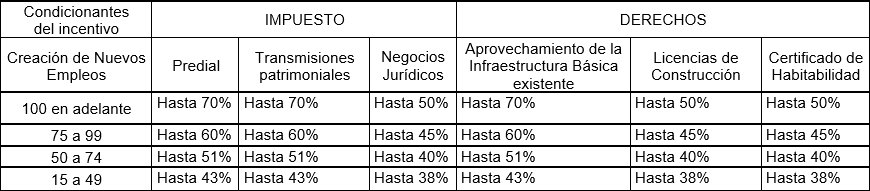 Condicionantes del incentivo IMPUESTO DERECHOS
Creación de Nuevos Empleos Predial Transmisiones patrimoniales Negocios Jurídicos Aprovechamiento de la Infraestructura Básica existente Licencias de Construcción Certificado de Habitabilidad
100 en adelante Hasta 70% Hasta 70% Hasta 50% Hasta 70% Hasta 50% Hasta 50%
75 a 99 Hasta 60% Hasta 60% Hasta 45% Hasta 60% Hasta 45% Hasta 45%
50 a 74 Hasta 51% Hasta 51% Hasta 40% Hasta 51% Hasta 40% Hasta 40%
15 a 49 Hasta 43% Hasta 43% Hasta 38% Hasta 43% Hasta 38% Hasta 38%